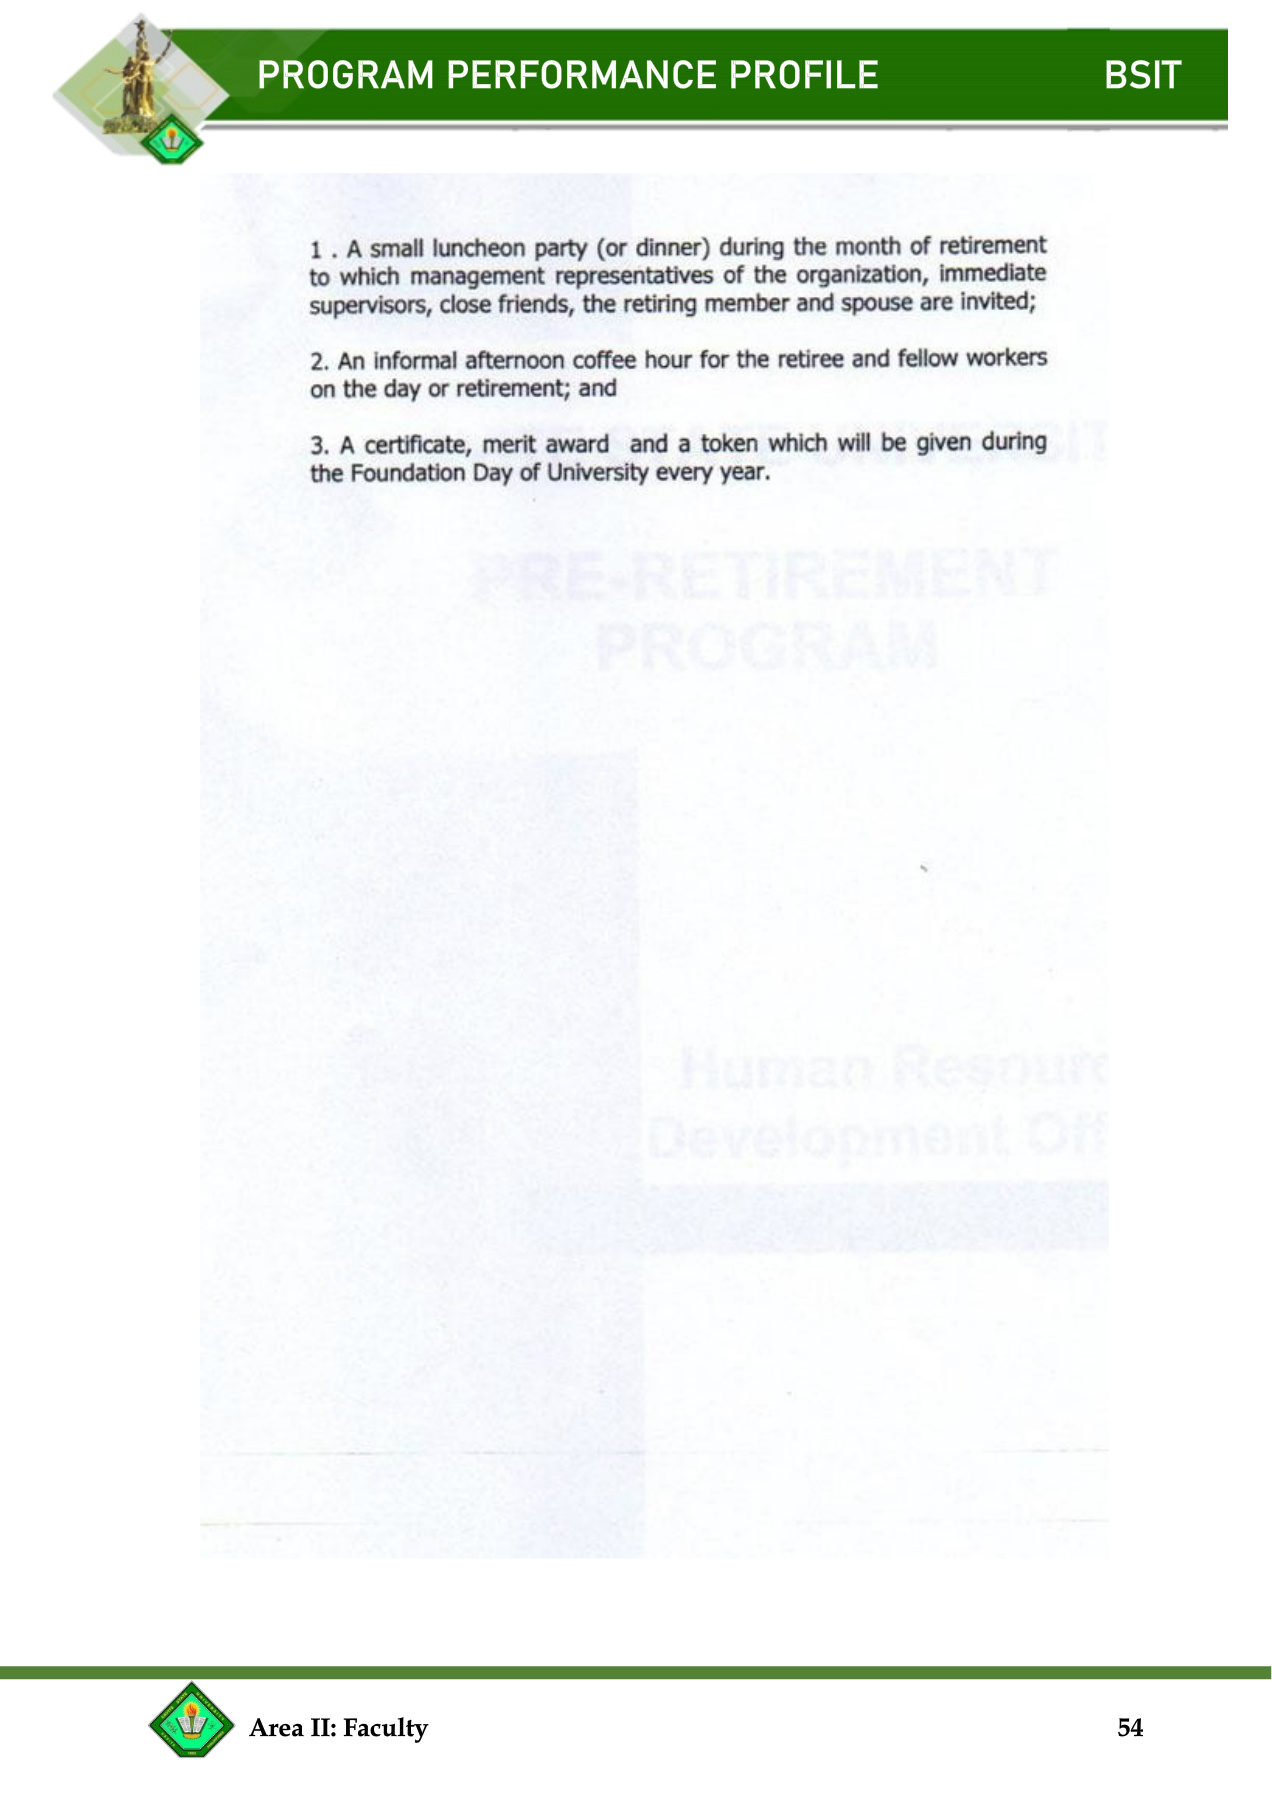 PROGRAM PERFORMANCE PROFILE BSIT
1 . A small luncheon party (or dinner) during the month of retirement
to which management representatives of the organization, immediate
supervisors, close friends, the retiring member and spouse are invited;
2. An informal afternoon coffee hour for the retiree and fellow workers
on the day or retirement; and
3. A certificate, merit award and a token which will be given during
the Foundation Day of University every year.
STATE UNIVERSIT
PRE-RETIREMENT
PROGRAM
Human Resourc
Development Off
Area II: Faculty 54